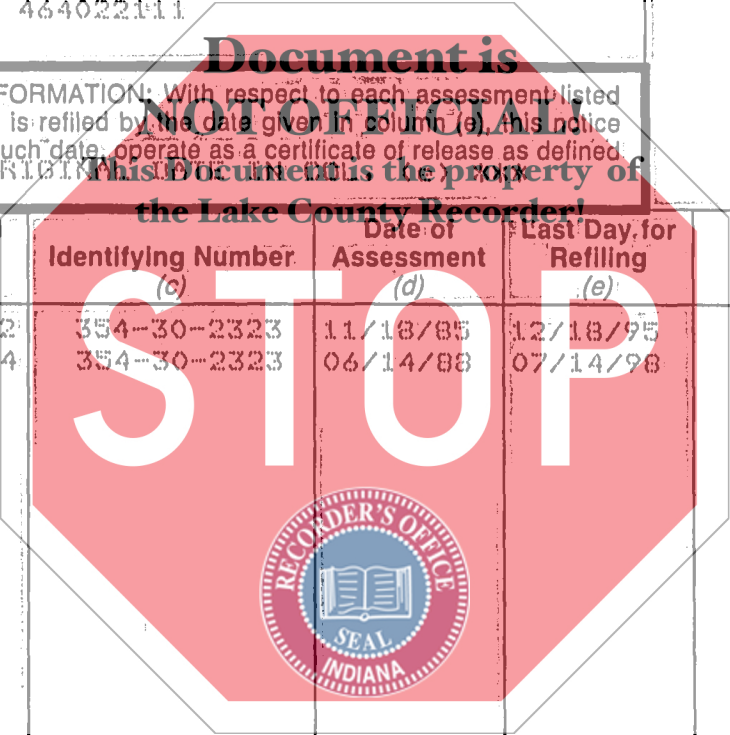 464022111
Document is
FORMATION: With respect to each assessment listed
NOT OFFICIAL!
is refiled by the date given in column (e), this notice
uch date, operate as a certificate of release as defined
This Document is the property of
the Lake County Recorder!
Identifying Number (c)
Date of Assessment (d)
Last Day for Refiling (e)
2 354-30-2323 11/18/85 12/18/95
4 354-30-2323 06/14/88 07/14/98
STOP
RECORDER'S OFFICE
SEAL
INDIANA